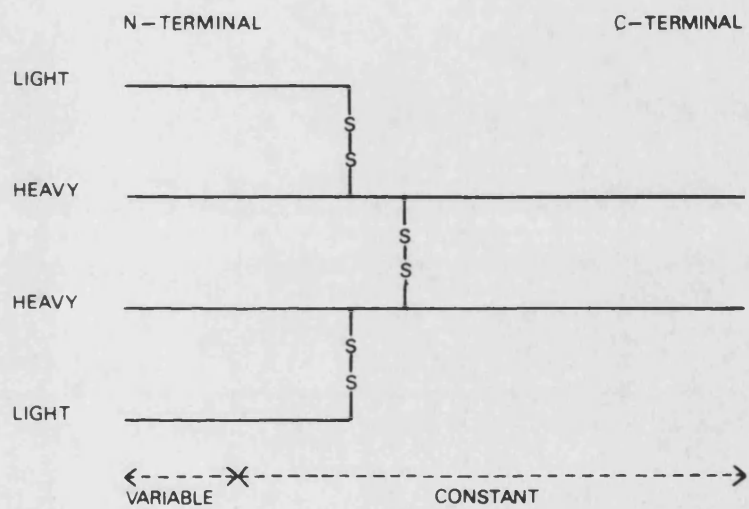 N-TERMINAL C-TERMINAL
LIGHT
S
S
HEAVY
S
S
HEAVY
S
S
LIGHT
VARIABLE CONSTANT